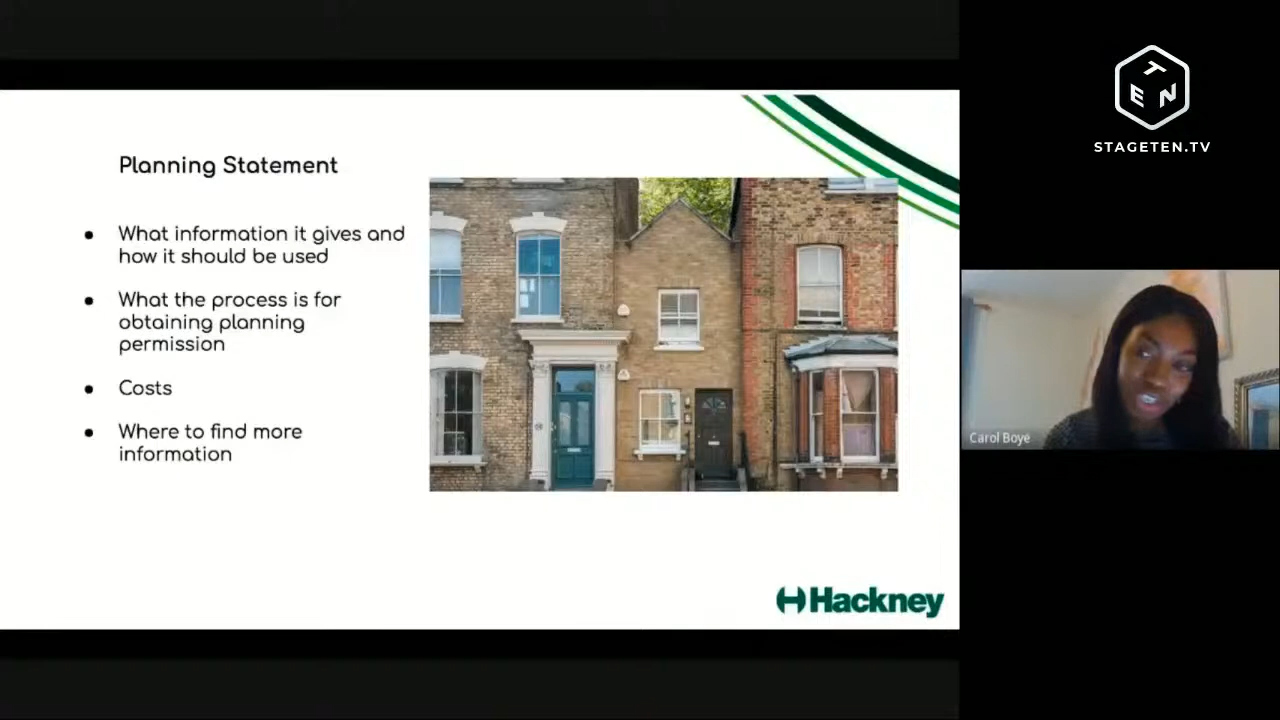 Planning Statement
● What information it gives and
how it should be used
● What the process is for
obtaining planning
permission
● Costs
● Where to find more
information
Hackney
TEN
STAGETEN.TV
Carol Boye